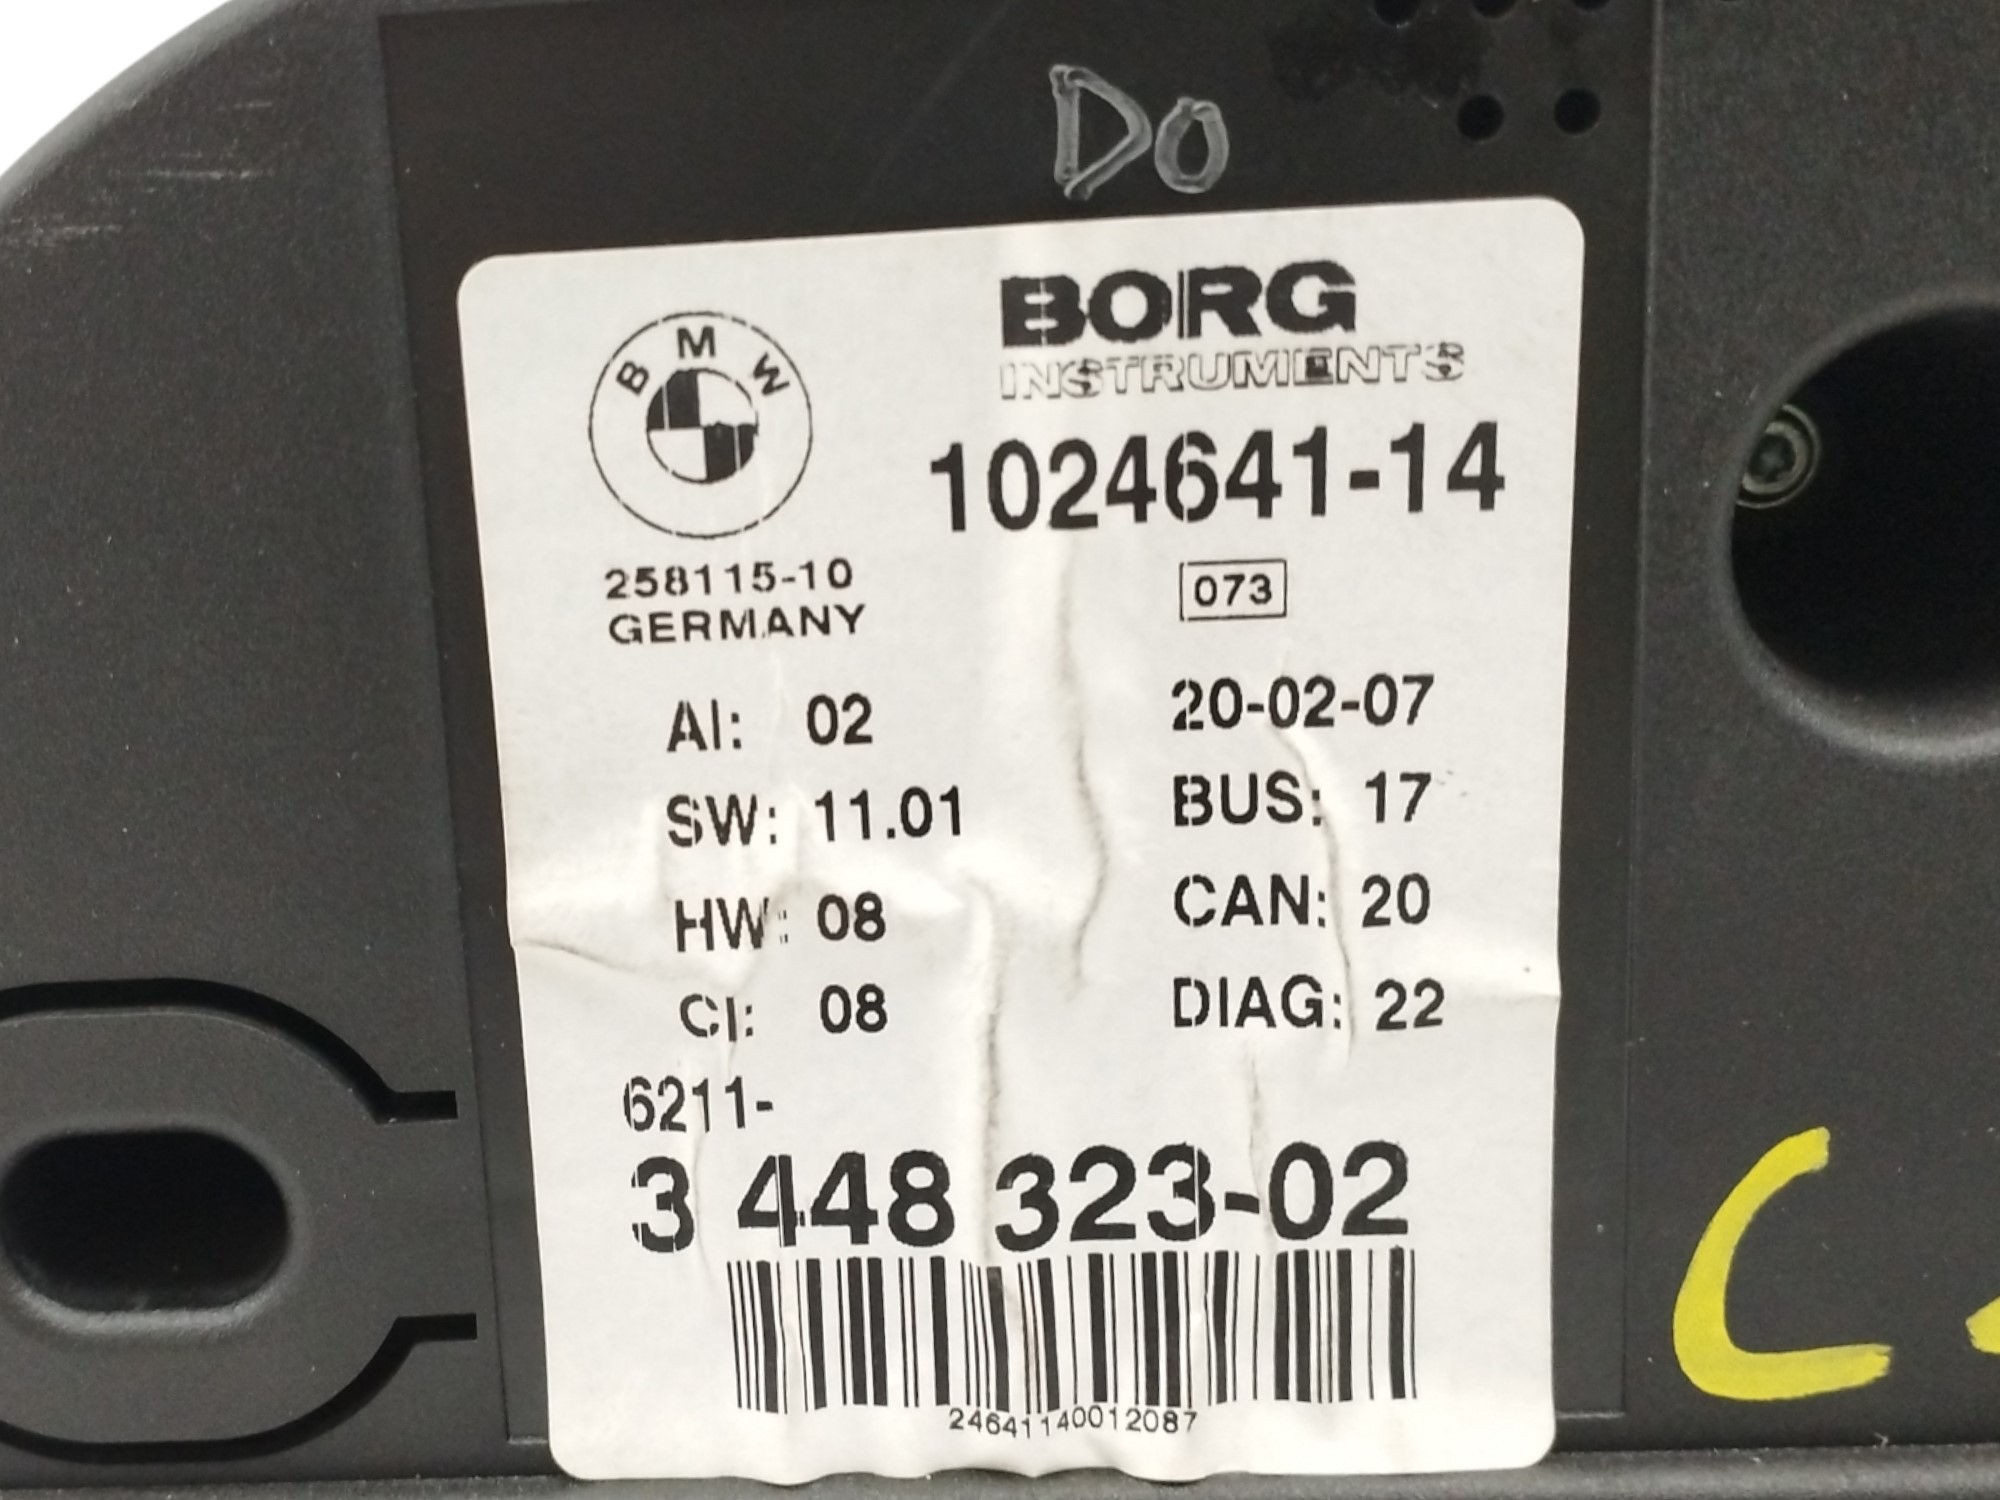 DO
BORG
INSTRUMENTS
BMW
1024641-14
258115-10
GERMANY
073
AI: 02
20-02-07
SW: 11.01
BUS: 17
HW: 08
CAN: 20
CI: 08
DIAG: 22
6211-
3 448 323-02
24641140012087
C